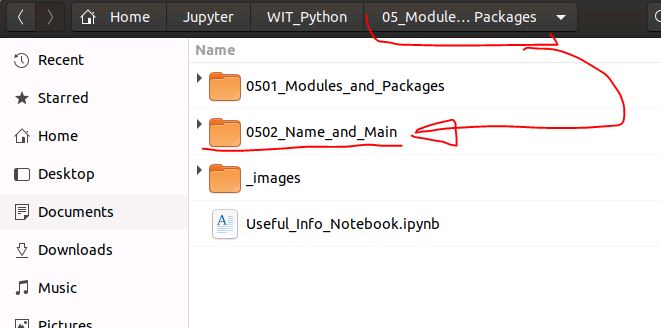 Home Jupyter WIT_Python 05_Module... Packages
Name
Recent
0501_Modules_and_Packages
Starred
0502_Name_and_Main
Home
_images
Desktop
Useful_Info_Notebook.ipynb
Documents
Downloads
Music
Pictures